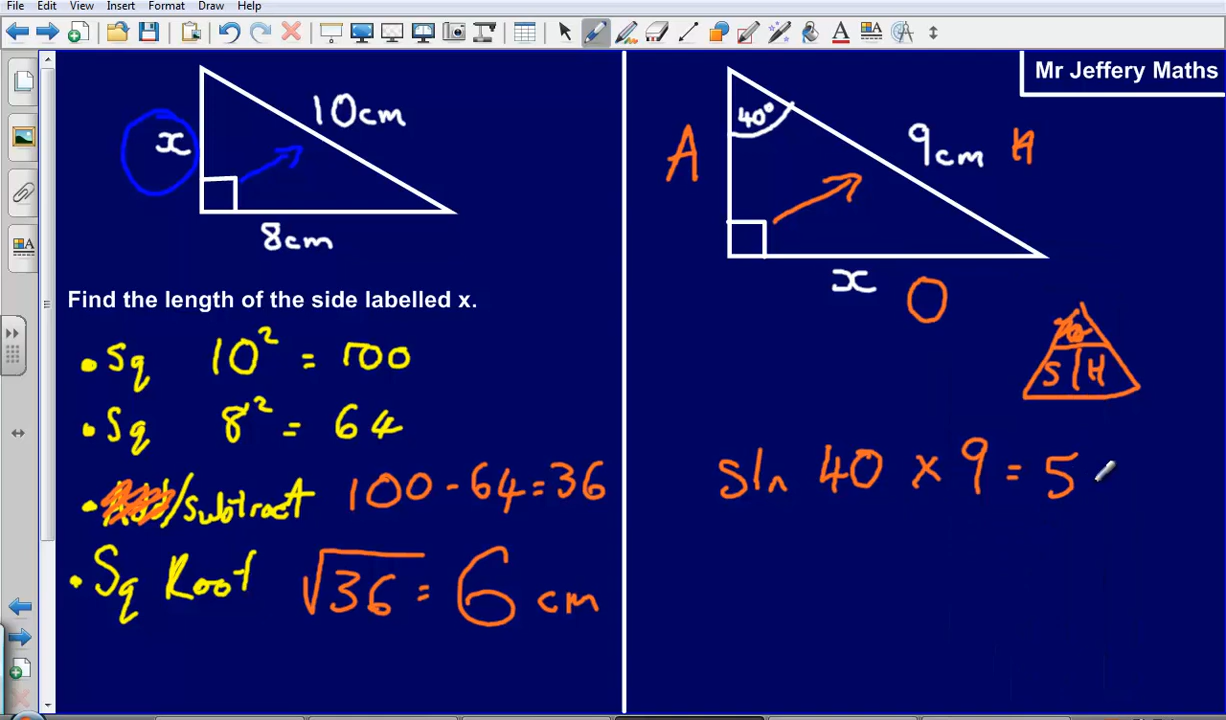 File Edit View Insert Format Draw Help
Mr Jeffery Maths
x
10cm
8cm
Find the length of the side labelled x.
• Sq 10² = 100
• Sq 8² = 64
• /subtract 100 - 64 = 36
• Sq Root √36 = 6 cm
40°
A
9cm H
x O
S H
sin 40 × 9 = 5